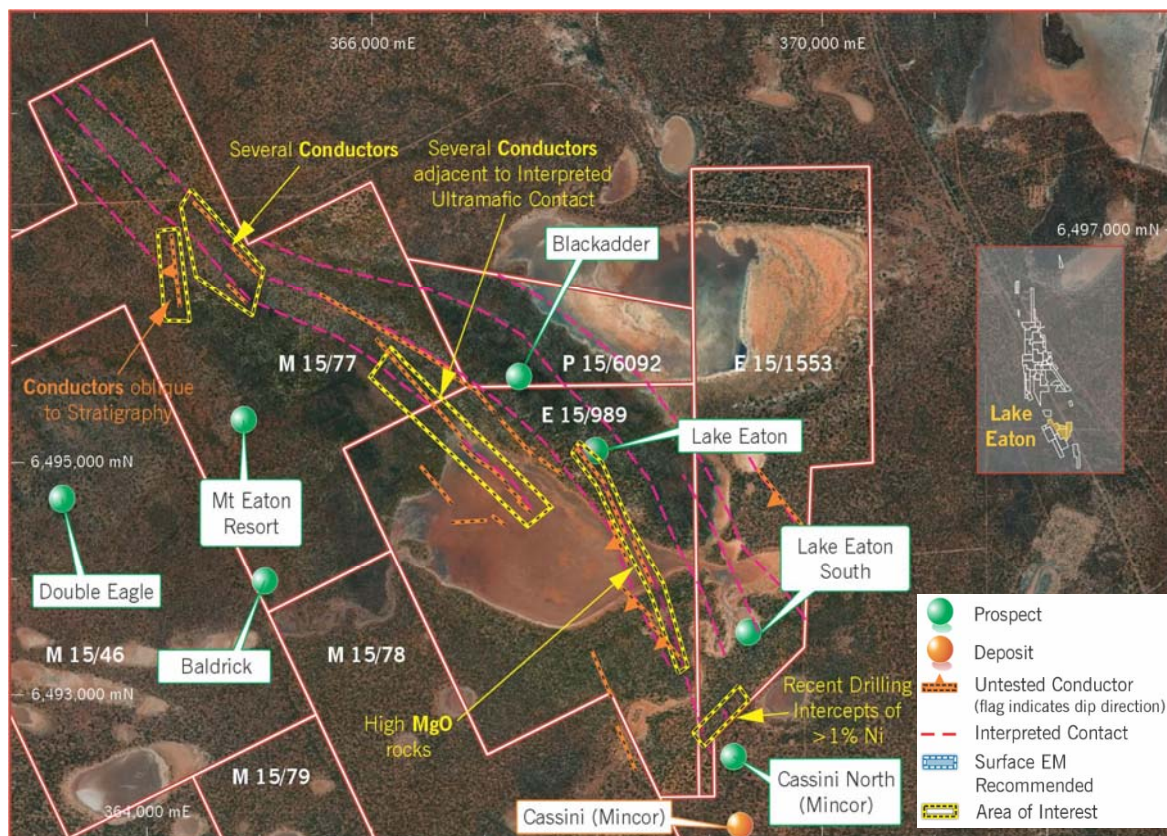 366,000 mE
370,000 mE
Several Conductors
Several Conductors
adjacent to Interpreted
Ultramafic Contact
Blackadder
6,497,000 mN
M 15/77
P 15/6092
E 15/1553
Conductors oblique
to Stratigraphy
E 15/989
Lake Eaton
Lake
Eaton
6,495,000 mN
Mt Eaton
Resort
Double Eagle
Lake Eaton
South
Baldrick
M 15/46
M 15/78
6,493,000 mN
High MgO
rocks
Recent Drilling
Intercepts of
>1% Ni
M 15/79
364,000 mE
Cassini North
(Mincor)
Cassini (Mincor)
Prospect
Deposit
Untested Conductor
(flag indicates dip direction)
Interpreted Contact
Surface EM
Recommended
Area of Interest